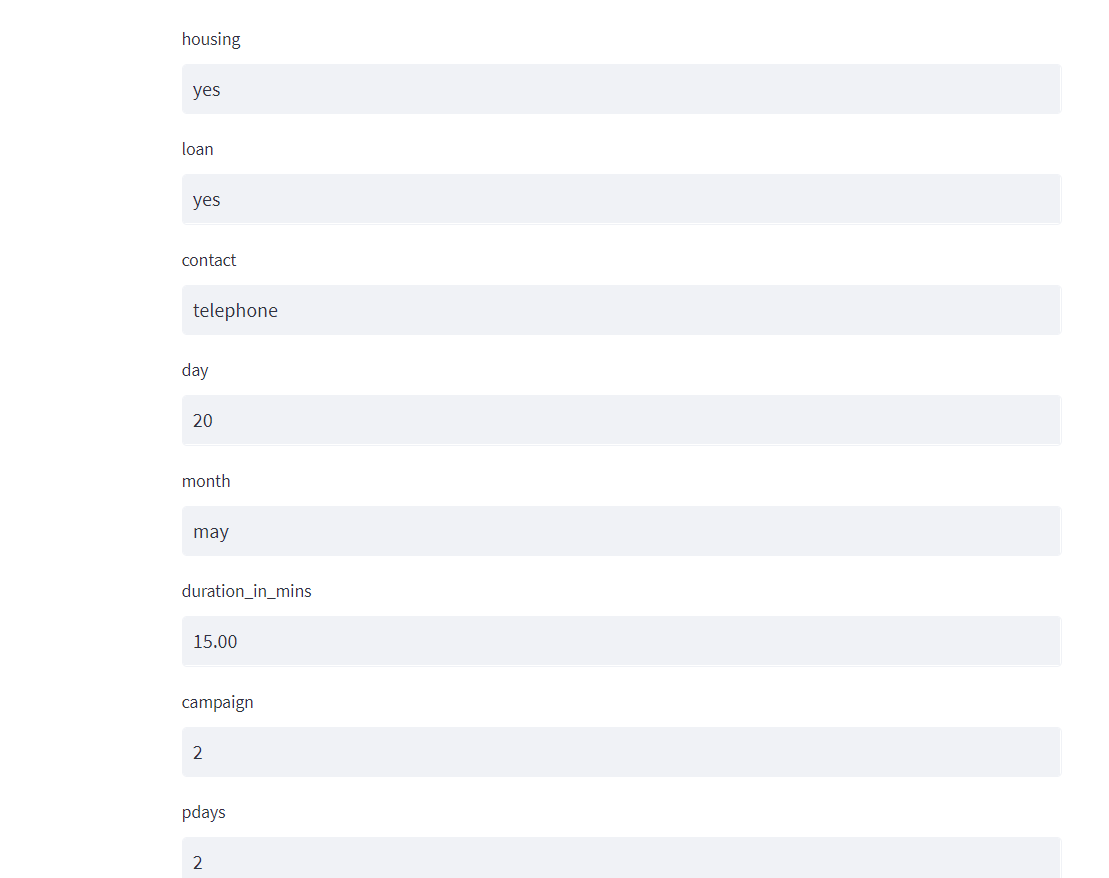 housing
yes
loan
yes
contact
telephone
day
20
month
may
duration_in_mins
15.00
campaign
2
pdays
2